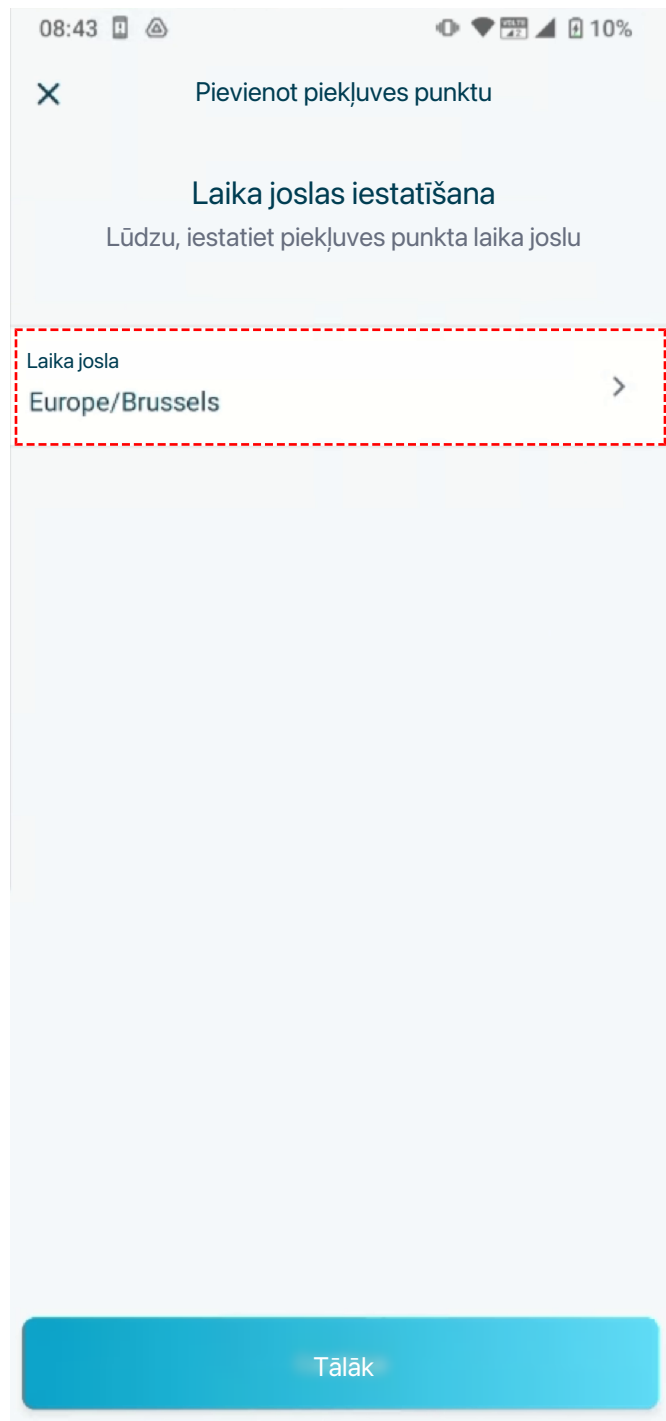 08:43
10%
Pievienot piekļuves punktu
Laika joslas iestatīšana
Lūdzu, iestatiet piekļuves punkta laika joslu
Laika josla
Europe/Brussels
Tālāk